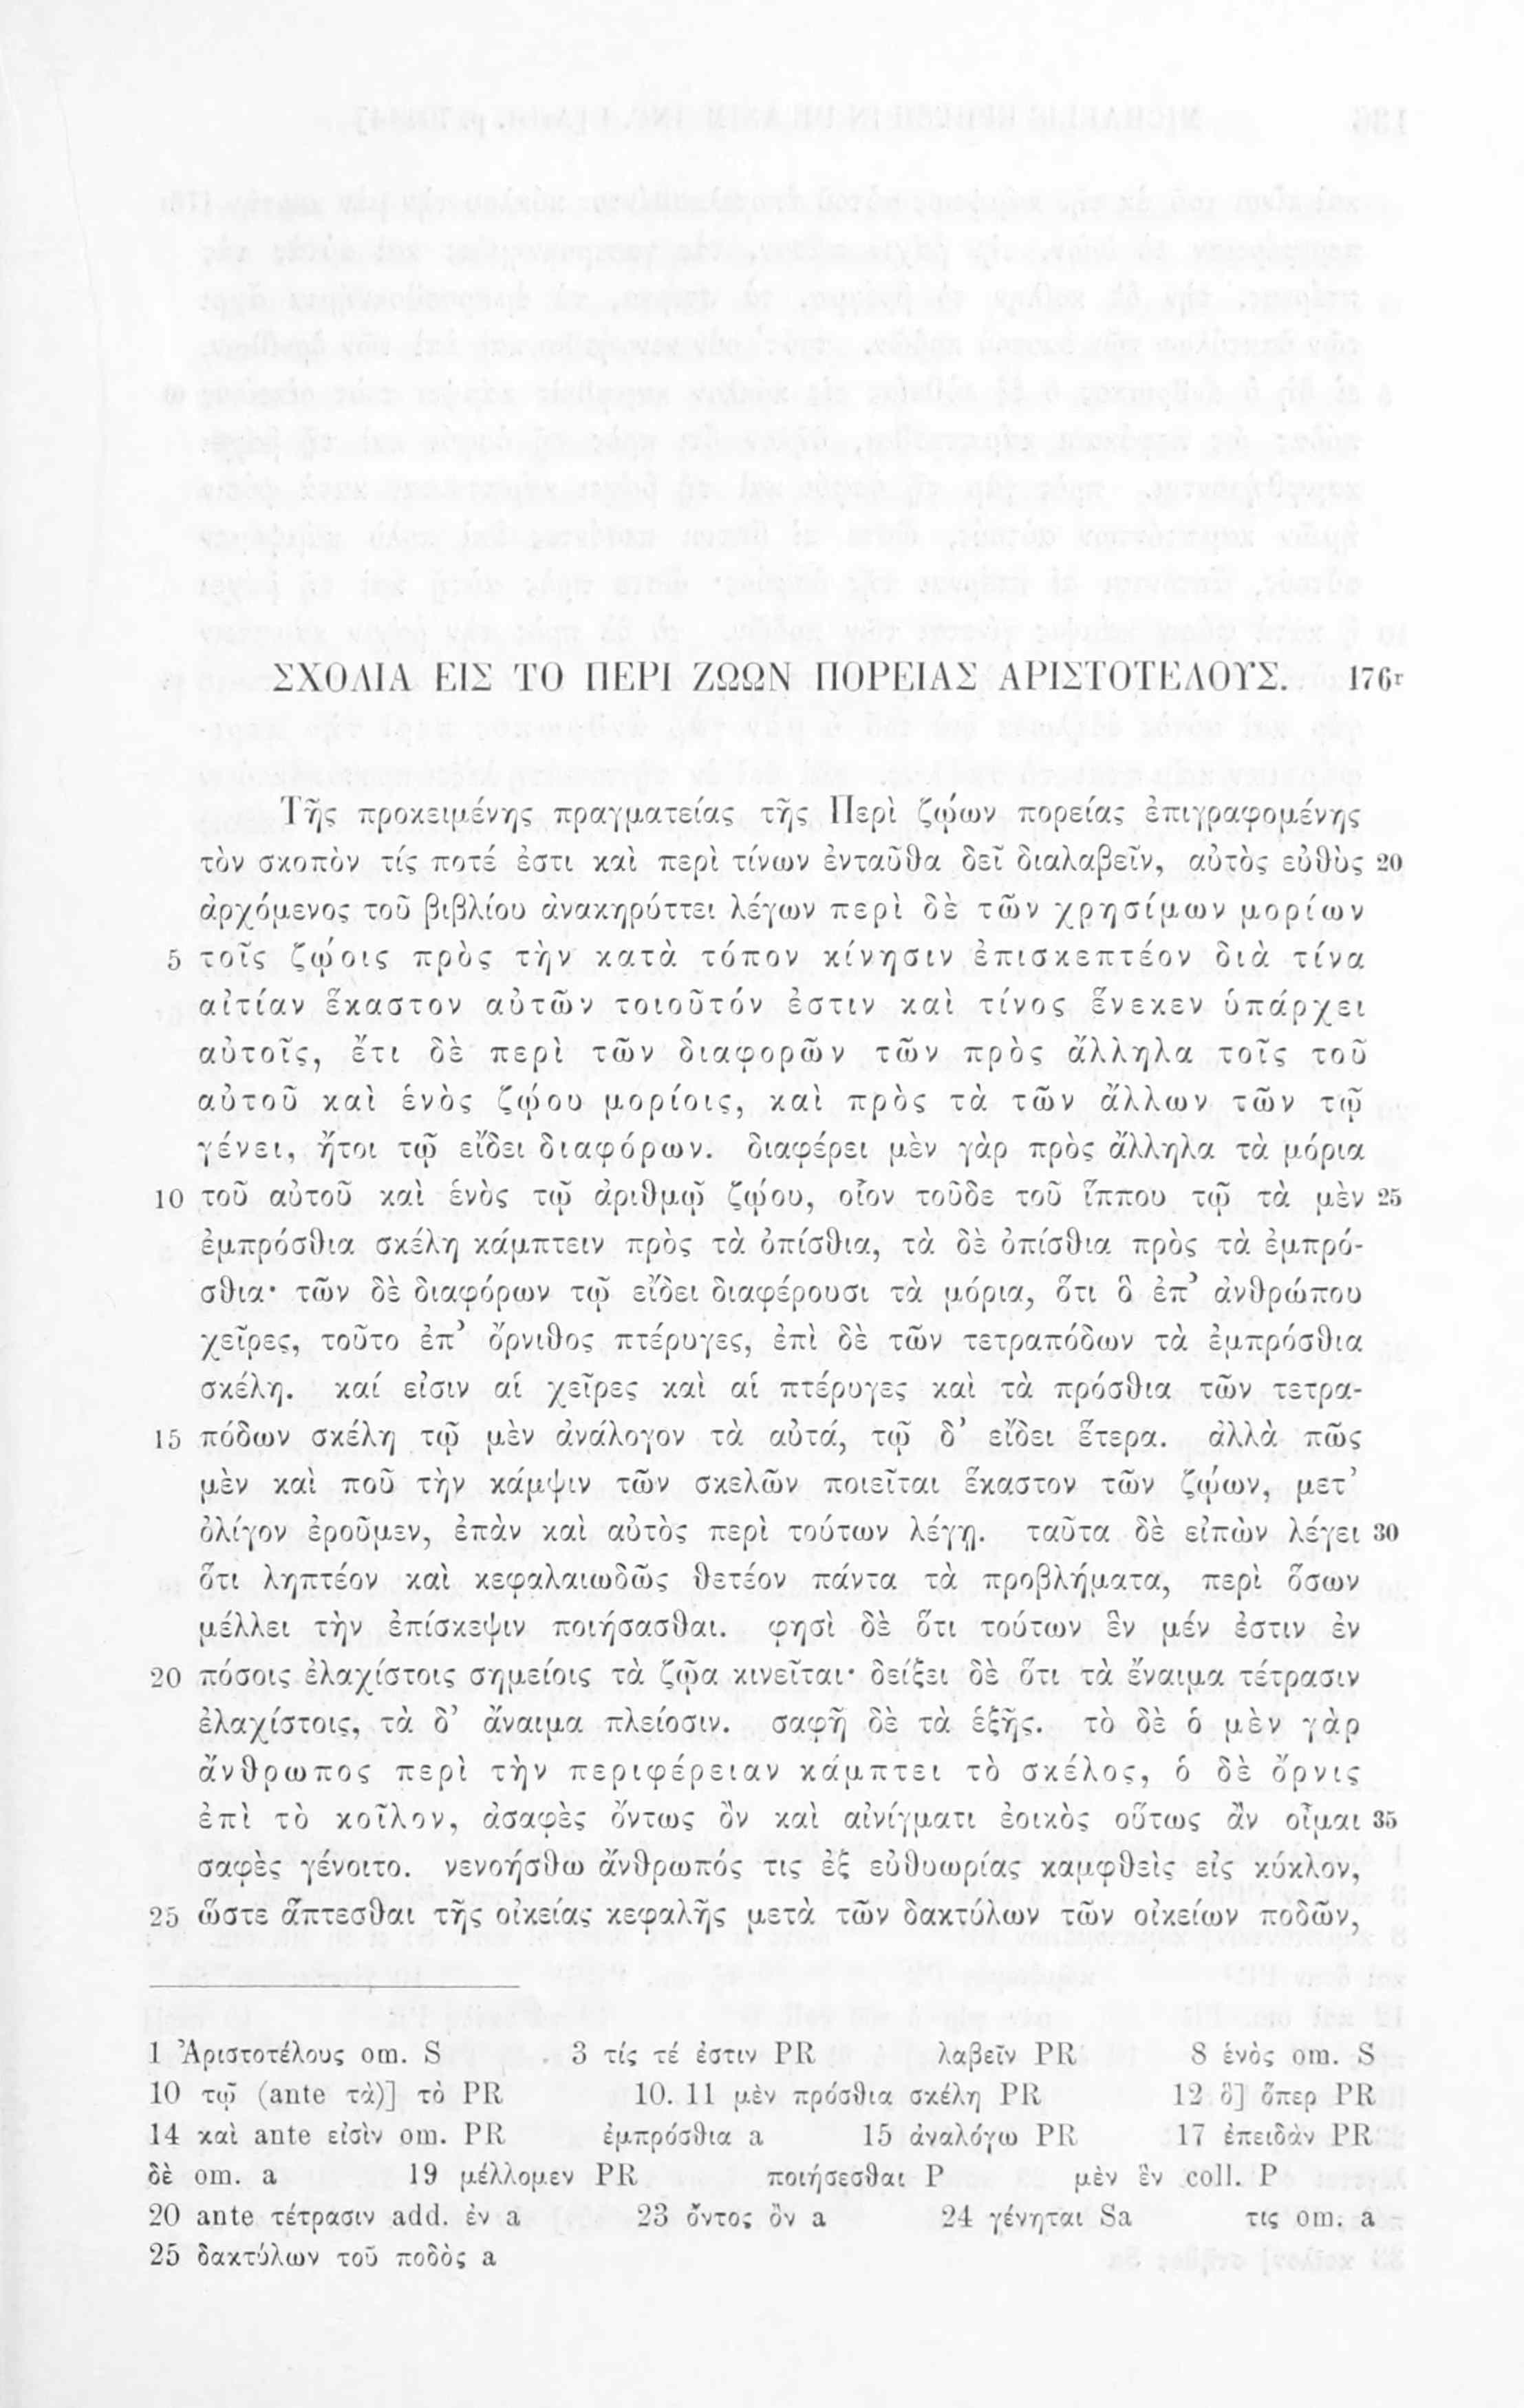 ΣΧΟΛΙΑ ΕΙΣ ΤΟ ΠΕΡΙ ΖΩΩΝ ΠΟΡΕΙΑΣ ΑΡΙΣΤΟΤΕΛΟΥΣ. 176r
Τῆς προκειμένης πραγματείας τῆς Περὶ ζῴων πορείας ἐπιγραφομένης
τὸν σκοπὸν τίς ποτέ ἐστι καὶ περὶ τίνων ἐνταῦθα δεῖ διαλαβεῖν, αὐτὸς εὐθὺς 20
ἀρχόμενος τοῦ βιβλίου ἀνακηρύττει λέγων περὶ δὲ τῶν χρησίμων μορίων
5 τοῖς ζῴοις πρὸς τὴν κατὰ τόπον κίνησιν ἐπισκεπτέον διὰ τίνα
αἰτίαν ἕκαστον αὐτῶν τοιοῦτόν ἐστιν καὶ τίνος ἕνεκεν ὑπάρχει
αὐτοῖς, ἔτι δὲ περὶ τῶν διαφορῶν τῶν πρὸς ἄλληλα τοῖς τοῦ
αὐτοῦ καὶ ἑνὸς ζῴου μορίοις, καὶ πρὸς τὰ τῶν ἄλλων τῶν τῷ
γένει, ἤτοι τῷ εἴδει διαφόρων. διαφέρει μὲν γὰρ πρὸς ἄλληλα τὰ μόρια
10 τοῦ αὐτοῦ καὶ ἑνὸς τῷ ἀριθμῷ ζῴου, οἷον τοῦδε τοῦ ἵππου τῷ τὰ μὲν 25
ἐμπρόσθια σκέλη κάμπτειν πρὸς τὰ ὀπίσθια, τὰ δὲ ὀπίσθια πρὸς τὰ ἐμπρό-
σθια· τῶν δὲ διαφόρων τῷ εἴδει διαφέρουσι τὰ μόρια, ὅτι ὃ ἐπ’ ἀνθρώπου
χεῖρες, τοῦτο ἐπ’ ὄρνιθος πτέρυγες, ἐπὶ δὲ τῶν τετραπόδων τὰ ἐμπρόσθια
σκέλη. καί εἰσιν αἱ χεῖρες καὶ αἱ πτέρυγες καὶ τὰ πρόσθια τῶν τετρα-
15 πόδων σκέλη τῷ μὲν ἀνάλογον τὰ αὐτά, τῷ δ’ εἴδει ἕτερα. ἀλλὰ πῶς
μὲν καὶ ποῦ τὴν κάμψιν τῶν σκελῶν ποιεῖται ἕκαστον τῶν ζῴων, μετ’
ὀλίγον ἐροῦμεν, ἐπὰν καὶ αὐτὸς περὶ τούτων λέγῃ. ταῦτα δὲ εἰπὼν λέγει 30
ὅτι ληπτέον καὶ κεφαλαιωδῶς θετέον πάντα τὰ προβλήματα, περὶ ὅσων
μέλλει τὴν ἐπίσκεψιν ποιήσασθαι. φησὶ δὲ ὅτι τούτων ἓν μέν ἐστιν ἐν
20 πόσοις ἐλαχίστοις σημείοις τὰ ζῷα κινεῖται· δείξει δὲ ὅτι τὰ ἔναιμα τέτρασιν
ἐλαχίστοις, τὰ δ’ ἄναιμα πλείοσιν. σαφῆ δὲ τὰ ἑξῆς. τὸ δὲ ὁ μὲν γὰρ
ἄνθρωπος περὶ τὴν περιφέρειαν κάμπτει τὸ σκέλος, ὁ δὲ ὄρνις
ἐπὶ τὸ κοῖλον, ἀσαφὲς ὄντως ὂν καὶ αἰνίγματι ἐοικὸς οὕτως ἂν οἶμαι 35
σαφὲς γένοιτο. νενοήσθω ἄνθρωπός τις ἐξ εὐθυωρίας καμφθεὶς εἰς κύκλον,
25 ὥστε ἅπτεσθαι τῆς οἰκείας κεφαλῆς μετὰ τῶν δακτύλων τῶν οἰκείων ποδῶν,
1 Ἀριστοτέλους om. S 3 τίς τέ ἐστιν PR λαβεῖν PR 8 ἑνὸς om. S
10 τῷ (ante τὰ)] τὸ PR 10. 11 μὲν πρόσθια σκέλη PR 12 ὃ] ὅπερ PR
14 καὶ ante εἰσὶν om. PR ἐμπρόσθια a 15 ἀναλόγω PR 17 ἐπειδὰν PR
δὲ om. a 19 μέλλομεν PR ποιήσεσθαι P μὲν ἓν coll. P
20 ante τέτρασιν add. ἐν a 23 ὄντος ὂν a 24 γένηται Sa τις om. a
25 δακτύλων τοῦ ποδὸς a